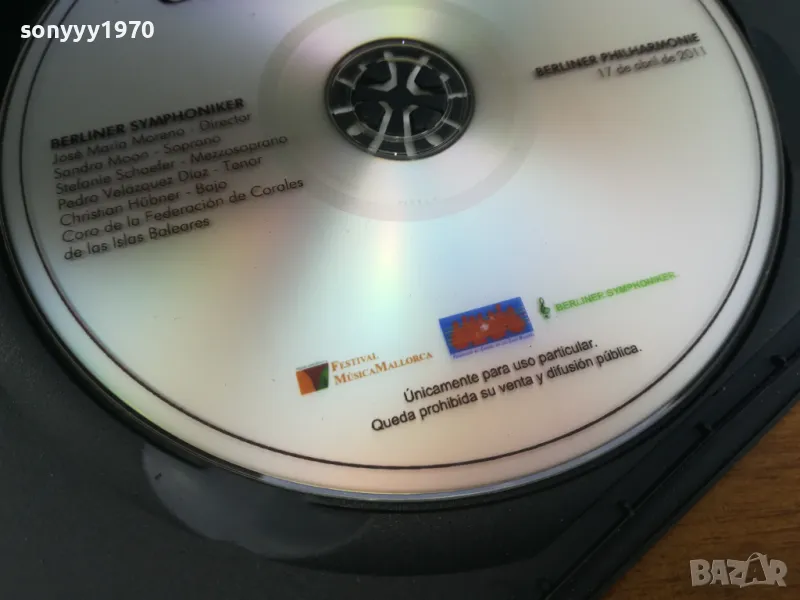 sonyyy1970
BERLINER PHILHARMONIE
17 de abril de 2011
BERLINER SYMPHONIKER
José María Moreno - Director
Sandra Moon - Soprano
Stefanie Schaefer - Mezzosoprano
Pedro Velázquez Díaz - Tenor
Christian Hübner - Bajo
Coro de la Federación de Corales
de las Islas Baleares
BERLINER SYMPHONIKER
FESTIVAL
MÚSICAMALLORCA
Únicamente para uso particular.
Queda prohibida su venta y difusión pública.
BAZAR